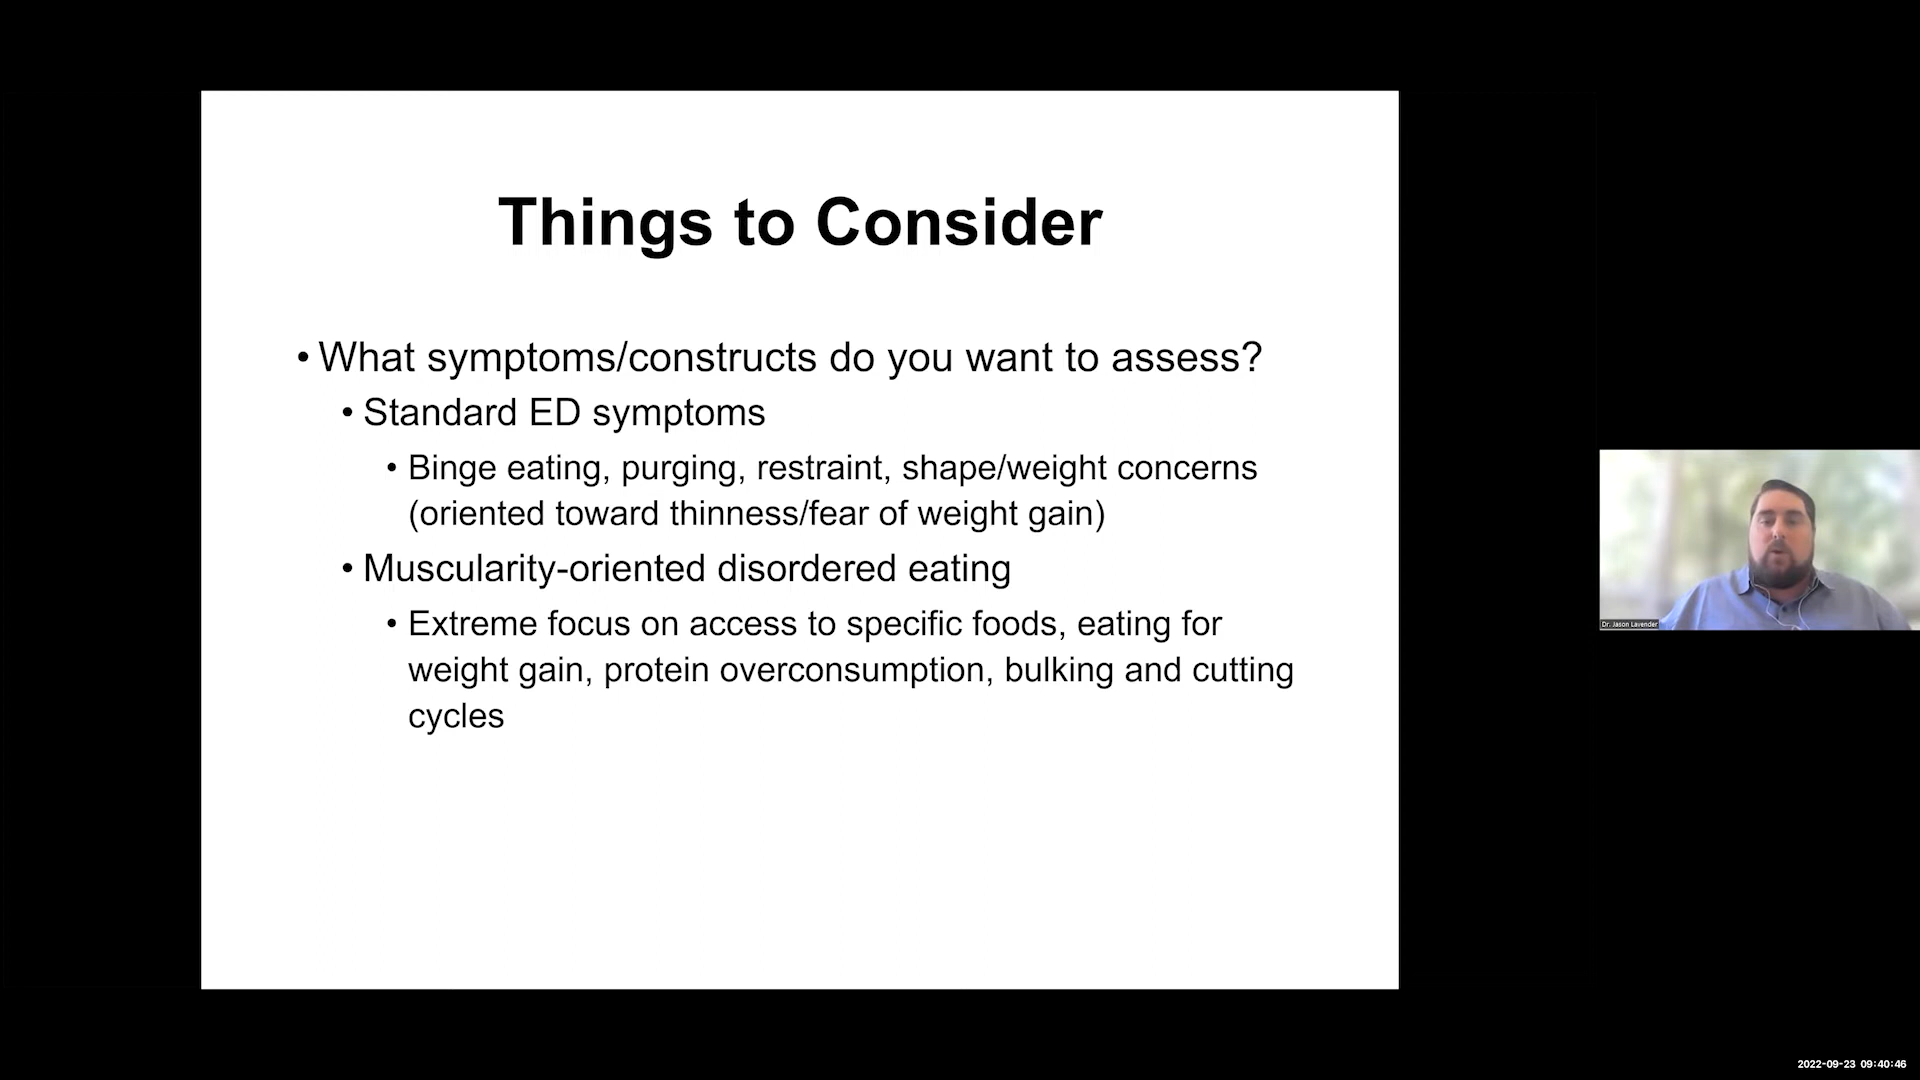 Things to Consider
• What symptoms/constructs do you want to assess?
• Standard ED symptoms
• Binge eating, purging, restraint, shape/weight concerns
(oriented toward thinness/fear of weight gain)
• Muscularity-oriented disordered eating
• Extreme focus on access to specific foods, eating for
weight gain, protein overconsumption, bulking and cutting
cycles
Dr. Jason Lavender
2022-09-23 09:40:46